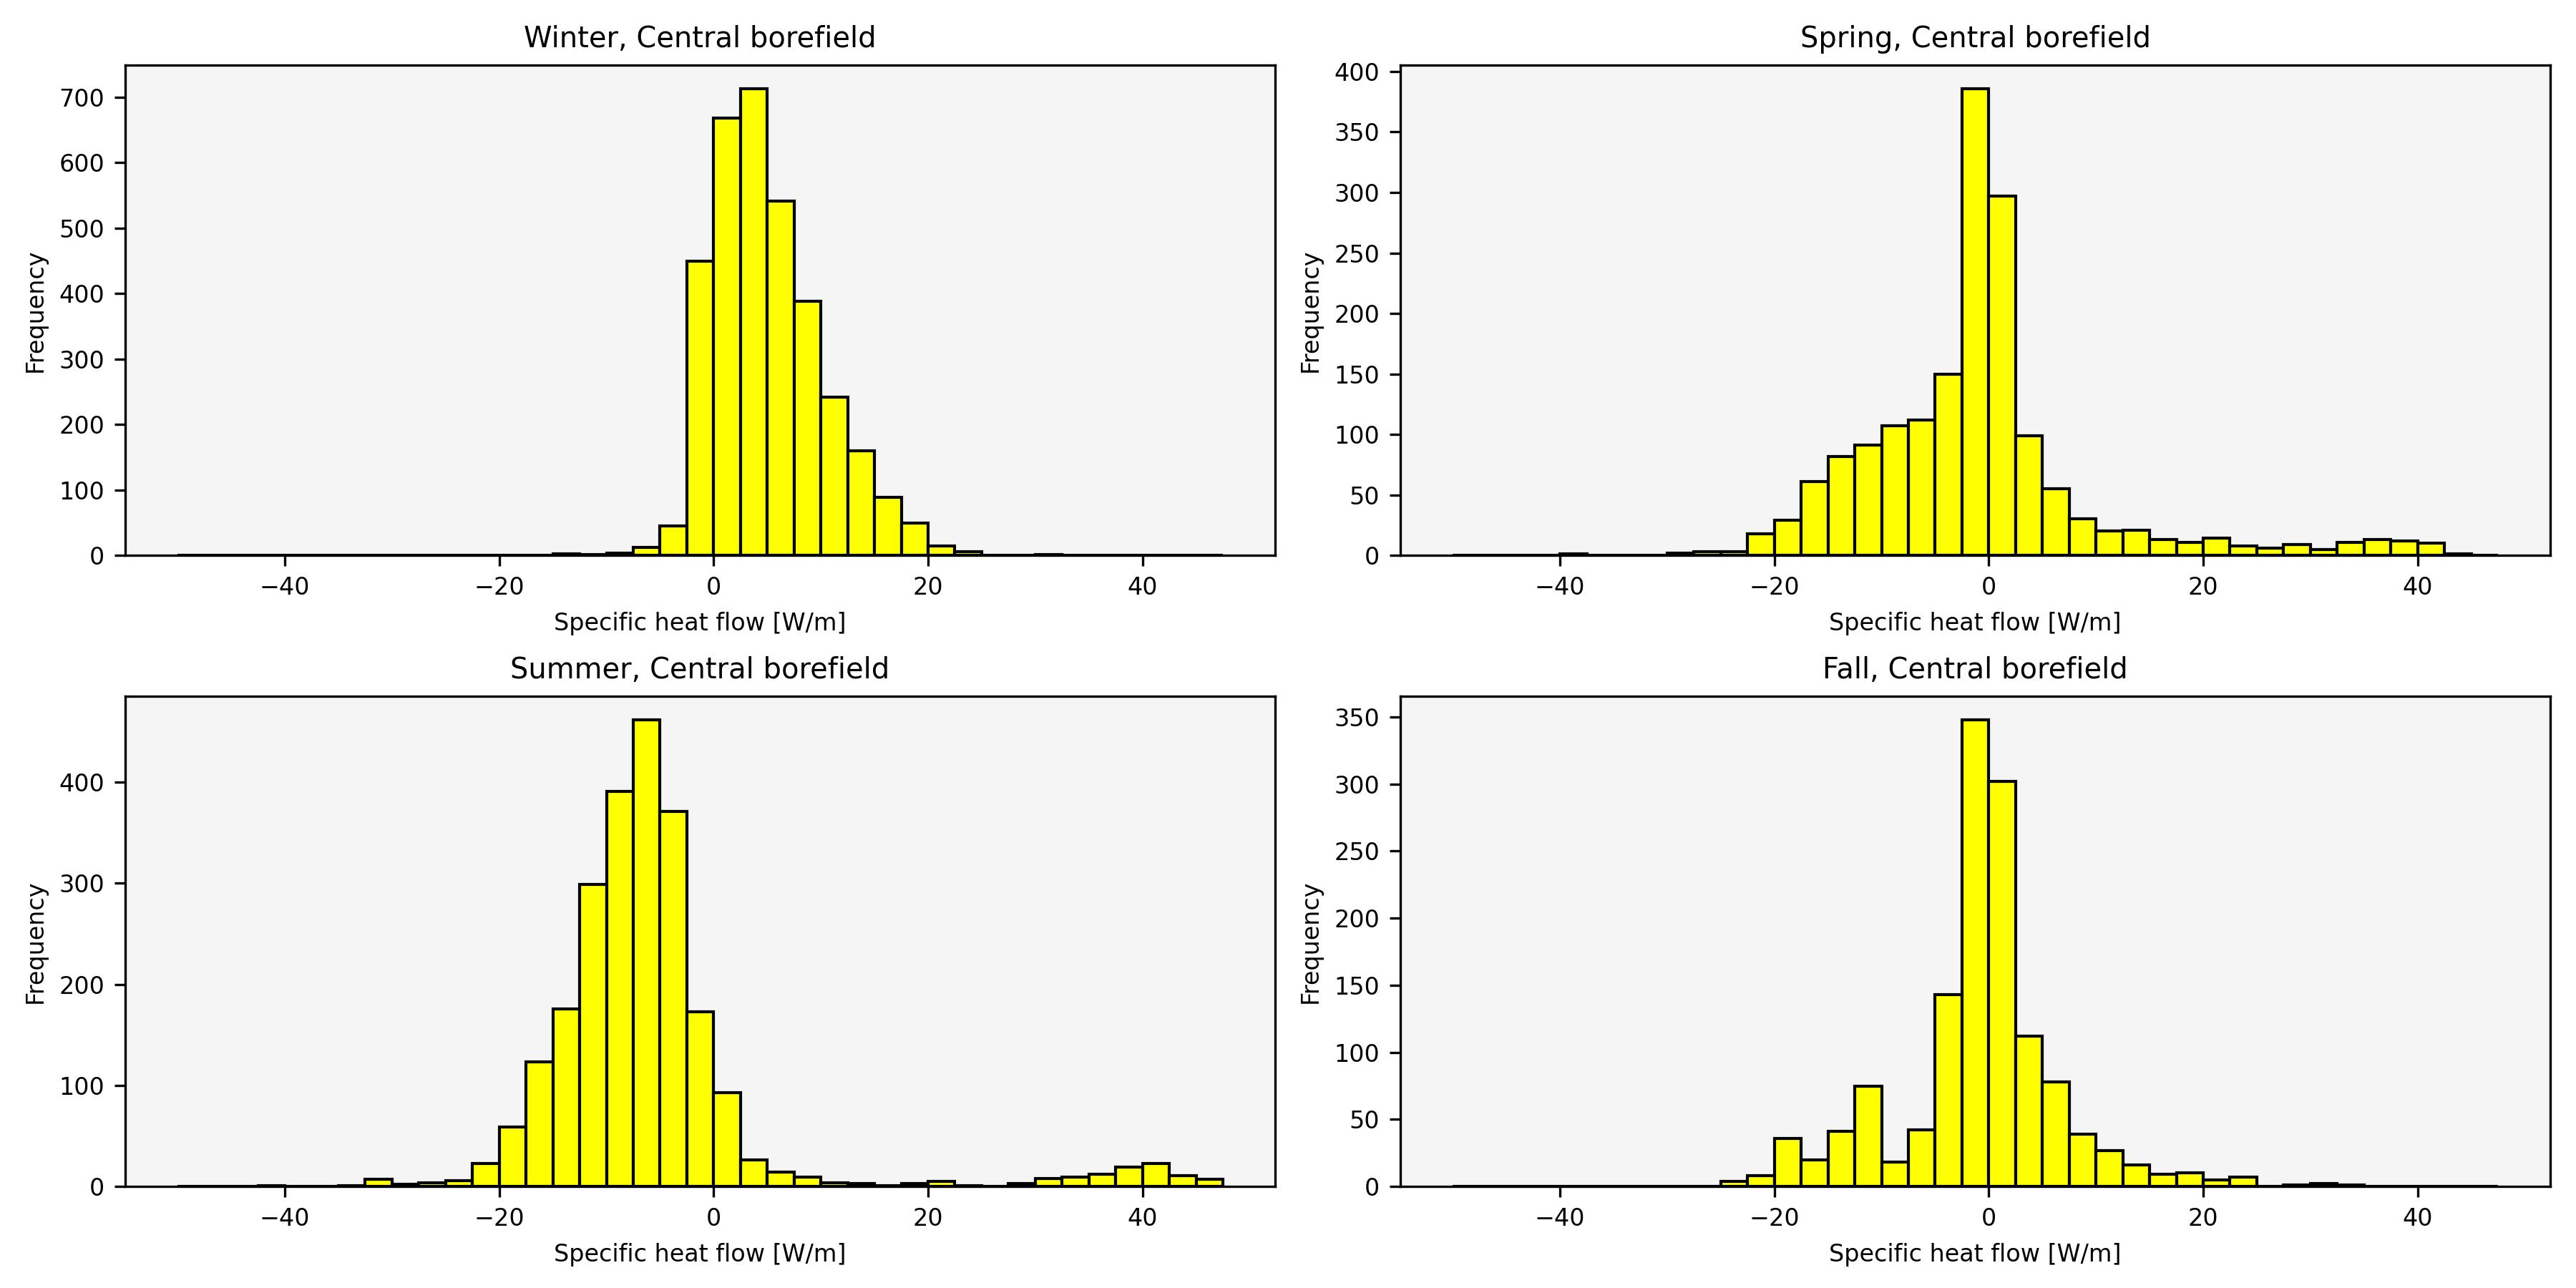 Winter, Central borefield
Frequency
700
600
500
400
300
200
100
0
−40 −20 0 20 40
Specific heat flow [W/m]
Spring, Central borefield
Frequency
400
350
300
250
200
150
100
50
0
−40 −20 0 20 40
Specific heat flow [W/m]
Summer, Central borefield
Frequency
400
300
200
100
0
−40 −20 0 20 40
Specific heat flow [W/m]
Fall, Central borefield
Frequency
350
300
250
200
150
100
50
0
−40 −20 0 20 40
Specific heat flow [W/m]